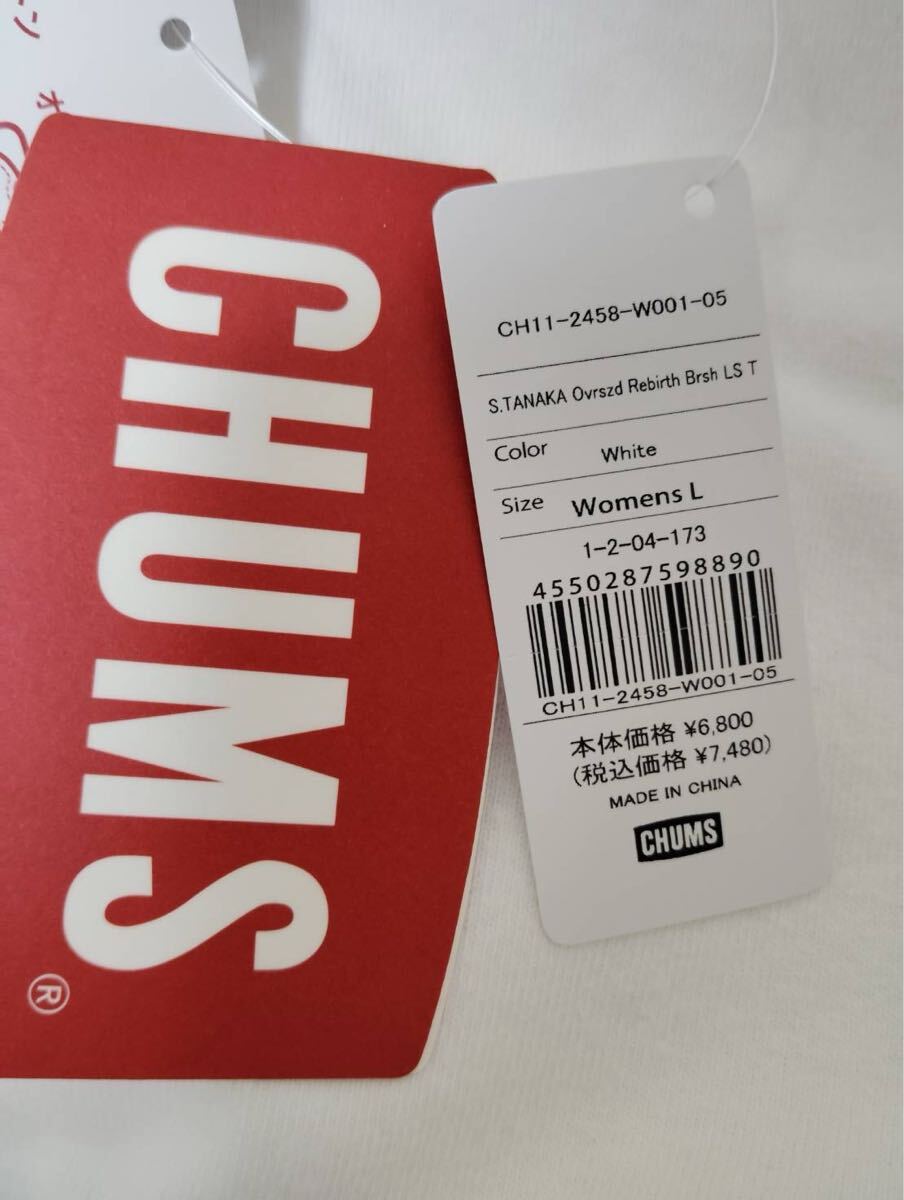 CHUMS
®
CH11-2458-W001-05
S.TANAKA Ovrszd Rebirth Brsh LS T
Color White
Size Womens L
1-2-04-173
4550287598890
CH11-2458-W001-05
本体価格 ¥6,800
(税込価格 ¥7,480)
MADE IN CHINA
CHUMS